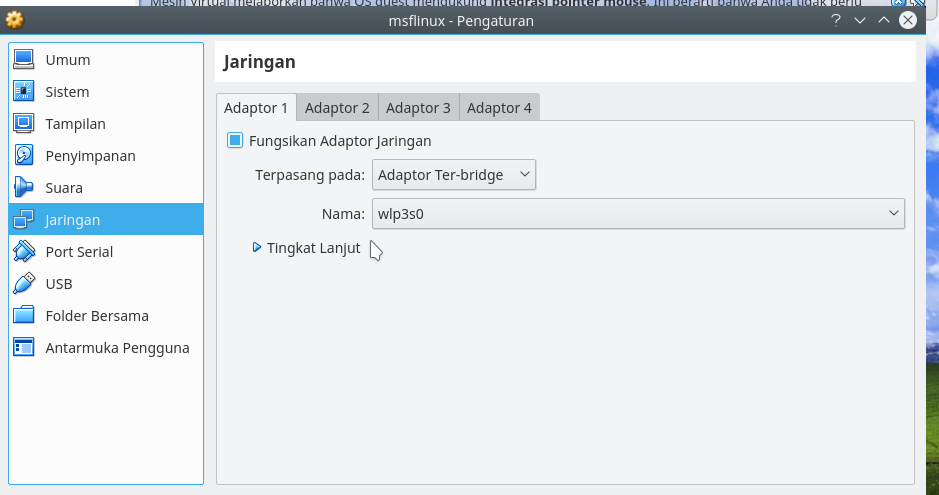 Mesin Virtual melaporkan bahwa OS guest mendukung integrasi pointer mouse. Ini berarti bahwa Anda tidak perlu
msflinux - Pengaturan
?
Umum
Sistem
Tampilan
Penyimpanan
Suara
Jaringan
Port Serial
USB
Folder Bersama
Antarmuka Pengguna
Jaringan
Adaptor 1 Adaptor 2 Adaptor 3 Adaptor 4
Fungsikan Adaptor Jaringan
Terpasang pada: Adaptor Ter-bridge
Nama: wlp3s0
Tingkat Lanjut